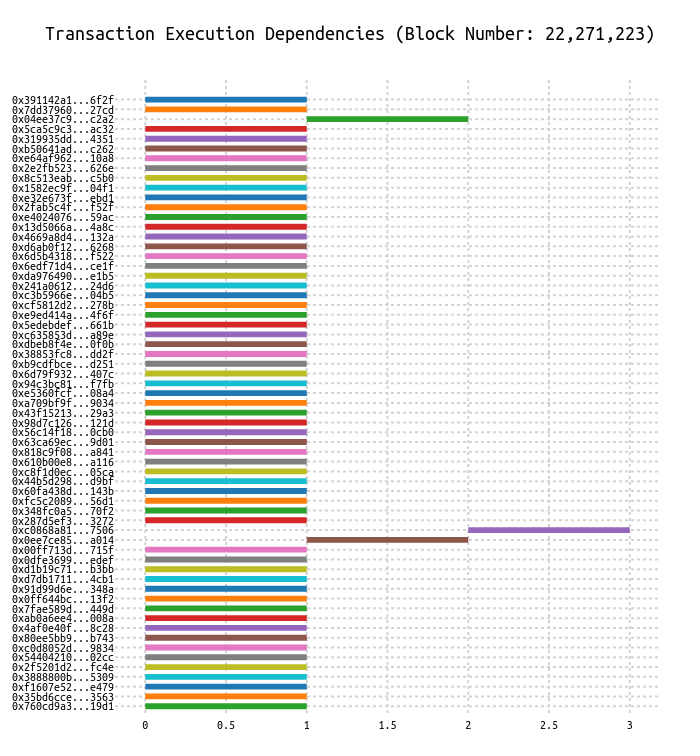 Transaction Execution Dependencies (Block Number: 22,271,223)
0x391142a1...6f2f
0x7dd37960...27cd
0x04ee37c9...c2a2
0x5ca5c9c3...ac32
0x319935dd...4351
0xb50641ad...c262
0xe64af962...10a8
0x2e2fb523...626e
0x8c513eab...c5b0
0x1582ec9f...04f1
0xe32e673f...ebd1
0x2fab5c4f...f52f
0xe4024076...59ac
0x13d5066a...4a8c
0x4669a8d4...132a
0xd6ab0f12...6268
0x6d5b4318...f522
0x6edf71d4...ce1f
0xda976490...e1b5
0x241a0612...24d6
0xc3b5966e...04b5
0xcf5812d2...278b
0xe9ed414a...4f6f
0x5edebdef...661b
0xc635853d...a89e
0xdbeb8f4e...0f0b
0x38853fc8...dd2f
0xb9cdfbce...d251
0x6d79f932...407c
0x94c3bc81...f7fb
0xe5360fcf...08a4
0xa709bf9f...9034
0x43f15213...29a3
0x98d7c126...121d
0x56c14f18...0cb0
0x63ca69ec...9d01
0x818c9f08...a841
0x610b00e8...a116
0xc8f1d0ec...05ca
0x44b5d298...d9bf
0x60fa438d...143b
0xfc5c2089...56d1
0x348fc0a5...70f2
0x287d5ef3...3272
0xc0868a81...7506
0x0ee7ce85...a014
0x00ff713d...715f
0x0dfe3699...edef
0xd1b19c71...b3bb
0xd7db1711...4cb1
0x91d99d6e...348a
0x0ff644bc...13f2
0x7fae589d...449d
0xab0a6ee4...008a
0x4af0e40f...8c28
0x80ee5bb9...b743
0xc0d8052d...9834
0x54404210...02cc
0x2f5201d2...fc4e
0x3888800b...5309
0xf1607e52...e479
0x35bd6cce...3563
0x760cd9a3...19d1
0 0.5 1 1.5 2 2.5 3